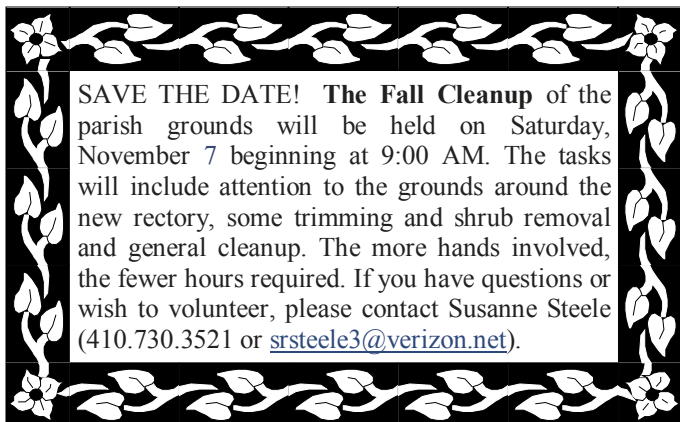 SAVE THE DATE! The Fall Cleanup of the
parish grounds will be held on Saturday,
November 7 beginning at 9:00 AM. The tasks
will include attention to the grounds around the
new rectory, some trimming and shrub removal
and general cleanup. The more hands involved,
the fewer hours required. If you have questions or
wish to volunteer, please contact Susanne Steele
(410.730.3521 or srsteele3@verizon.net).